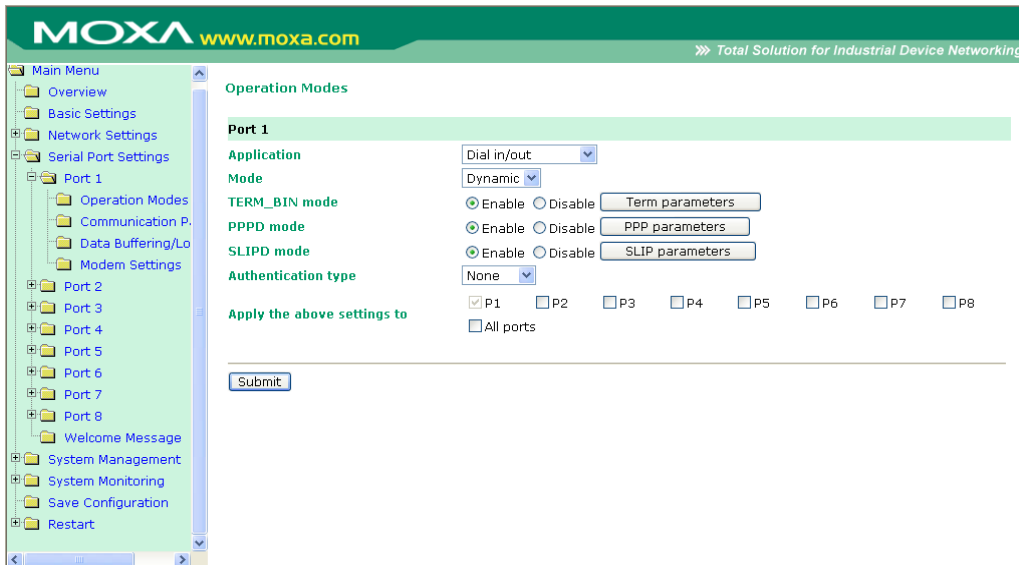 MOXA www.moxa.com
Total Solution for Industrial Device Networking
Main Menu
Overview
Basic Settings
Network Settings
Serial Port Settings
Port 1
Operation Modes
Communication P
Data Buffering/Lo
Modem Settings
Port 2
Port 3
Port 4
Port 5
Port 6
Port 7
Port 8
Welcome Message
System Management
System Monitoring
Save Configuration
Restart
Operation Modes
Port 1
Application Dial in/out
Mode Dynamic
TERM_BIN mode Enable Disable Term parameters
PPPD mode Enable Disable PPP parameters
SLIPD mode Enable Disable SLIP parameters
Authentication type None
Apply the above settings to P1 P2 P3 P4 P5 P6 P7 P8
All ports
Submit